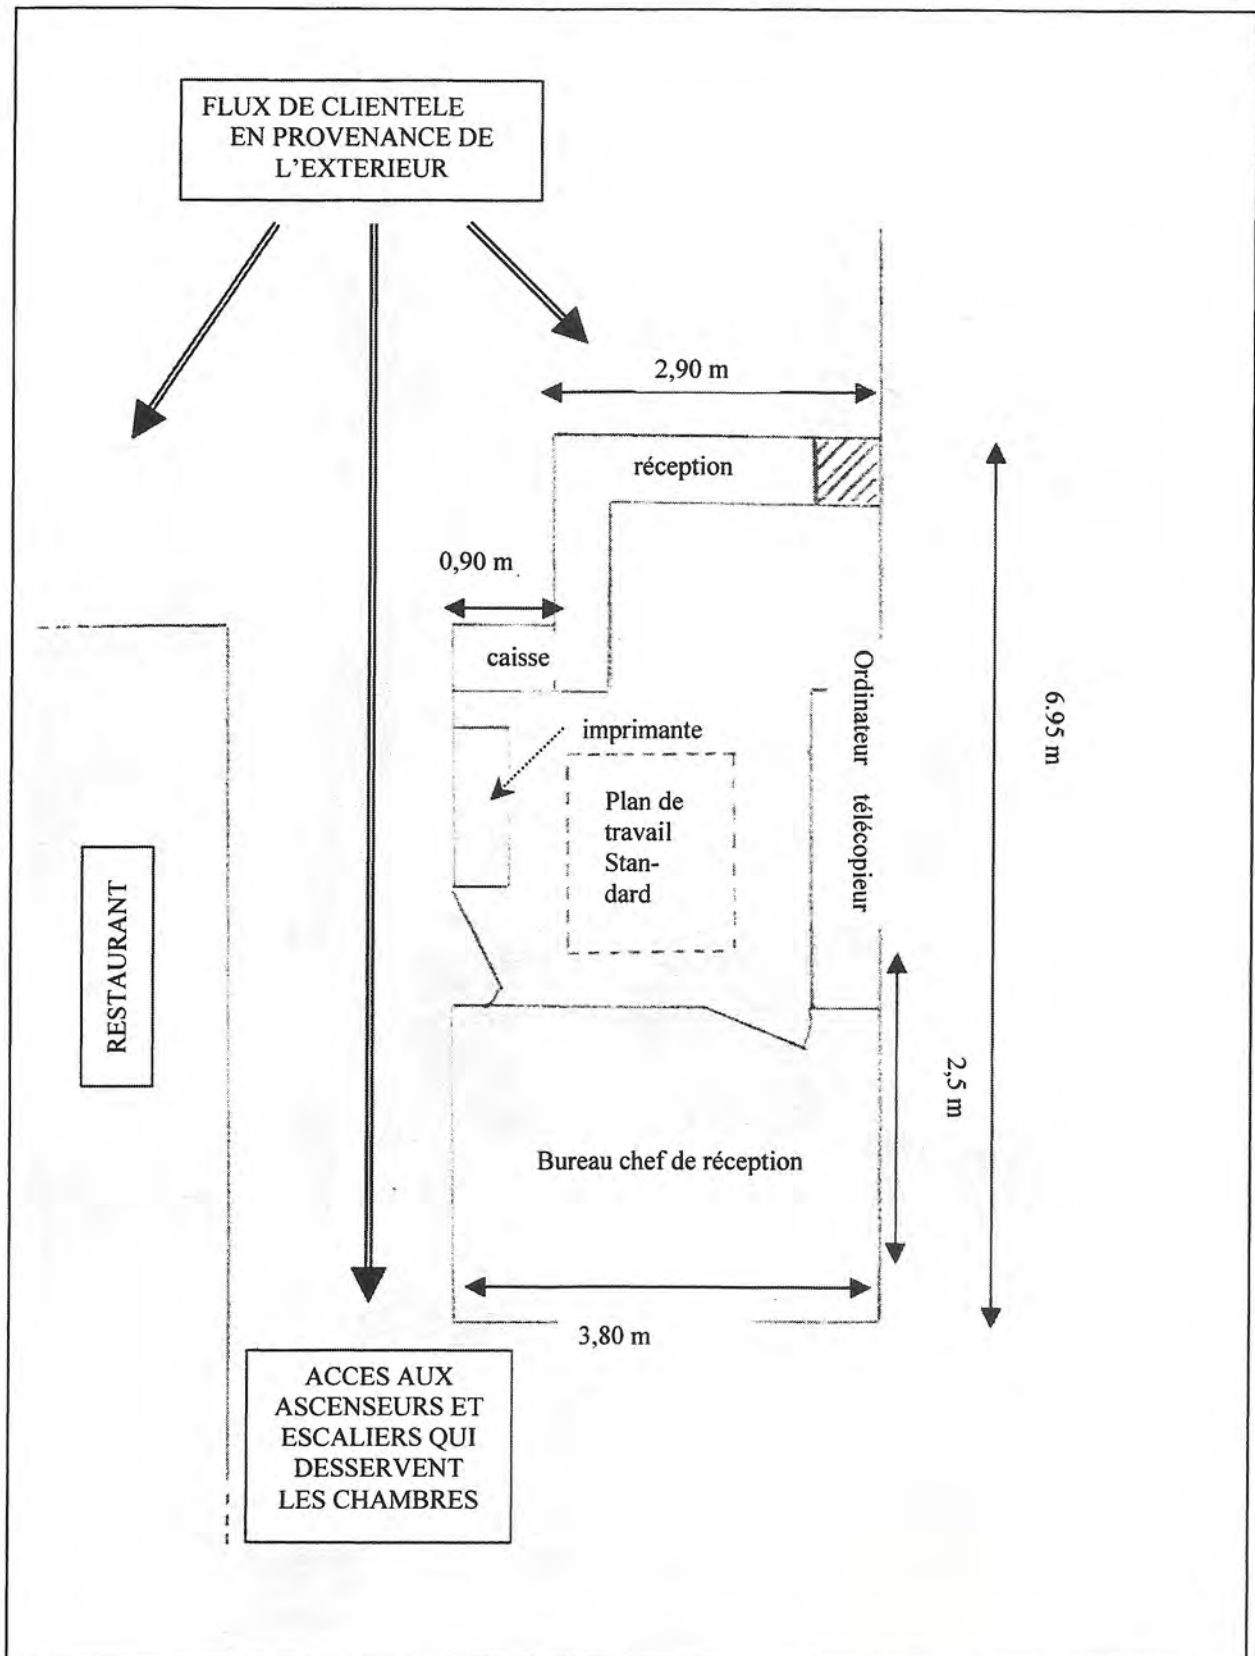 FLUX DE CLIENTELE
EN PROVENANCE DE
L'EXTERIEUR
2,90 m
réception
0,90 m
caisse
imprimante
Plan de
travail
Stan-
dard
Ordinateur télécopieur
6.95 m
RESTAURANT
2,5 m
Bureau chef de réception
3,80 m
ACCES AUX
ASCENSEURS ET
ESCALIERS QUI
DESSERVENT
LES CHAMBRES